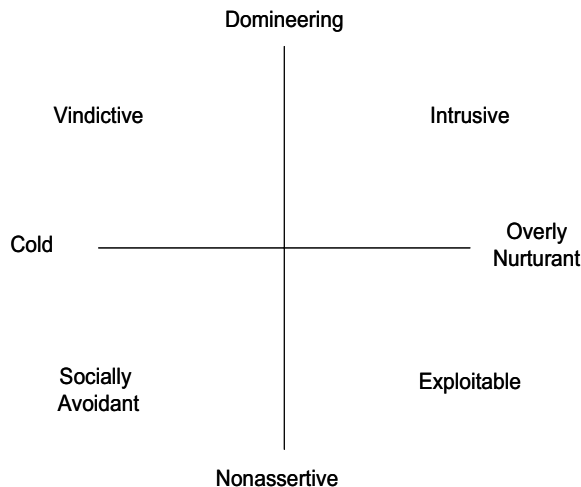 Domineering
Vindictive
Intrusive
Cold
Overly
Nurturant
Socially
Avoidant
Exploitable
Nonassertive